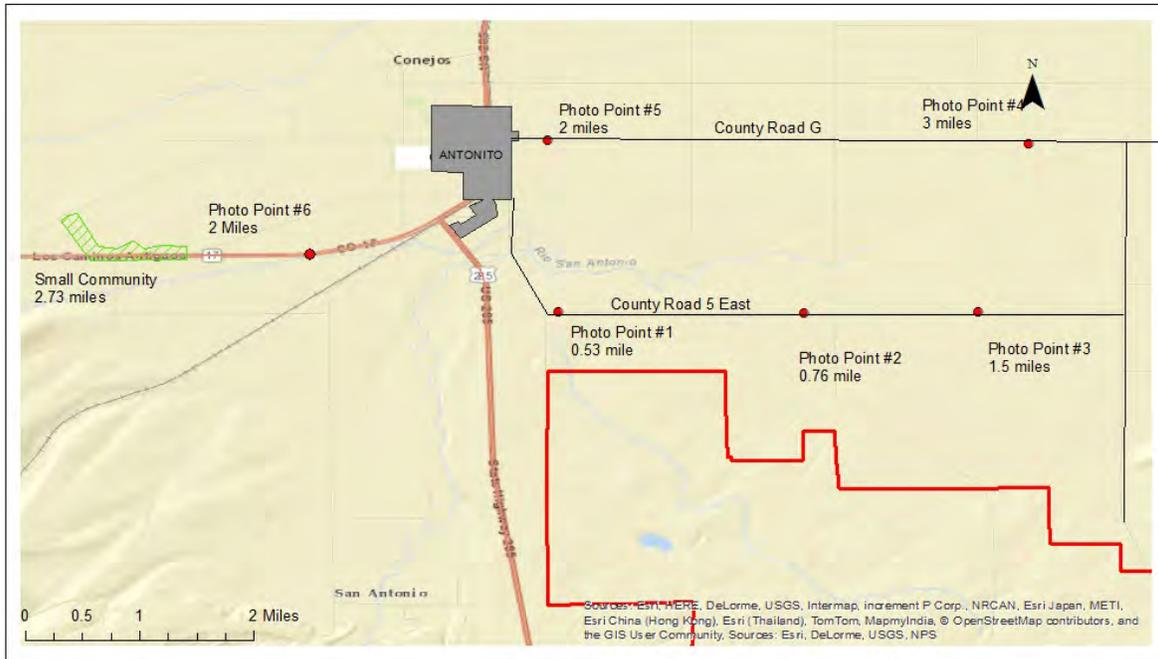 Conejos
N
Photo Point #5
2 miles
Photo Point #4
3 miles
County Road G
ANTONITO
Photo Point #6
2 Miles
CO-17
Los Caminos Antiguos
17
Small Community
2.73 miles
Rio San Antonio
285
US-285
County Road 5 East
Photo Point #1
0.53 mile
Photo Point #2
0.76 mile
Photo Point #3
1.5 miles
State Highway 285
San Antonio
0 0.5 1 2 Miles
Sources: Esri, HERE, DeLorme, USGS, Intermap, increment P Corp., NRCAN, Esri Japan, METI,
Esri China (Hong Kong), Esri (Thailand), TomTom, MapmyIndia, © OpenStreetMap contributors, and
the GIS User Community, Sources: Esri, DeLorme, USGS, NPS